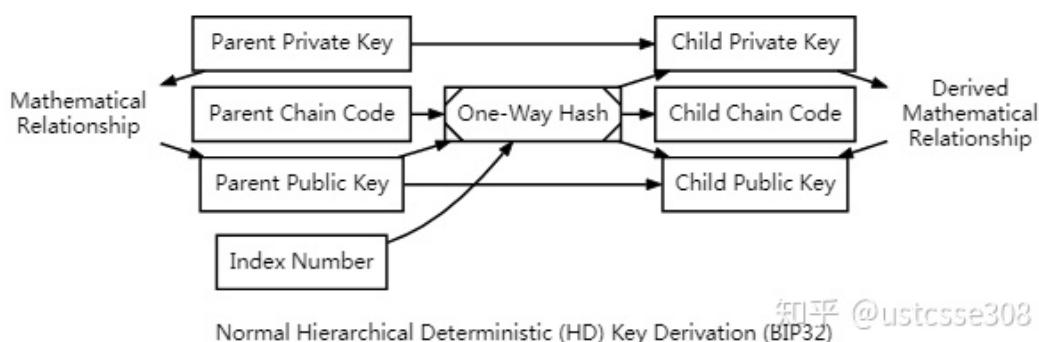 Parent Private Key
Child Private Key
Mathematical
Relationship
Parent Chain Code
One-Way Hash
Child Chain Code
Derived
Mathematical
Relationship
Parent Public Key
Child Public Key
Index Number
Normal Hierarchical Deterministic (HD) Key Derivation (BIP32)
知乎 @ustcsse308